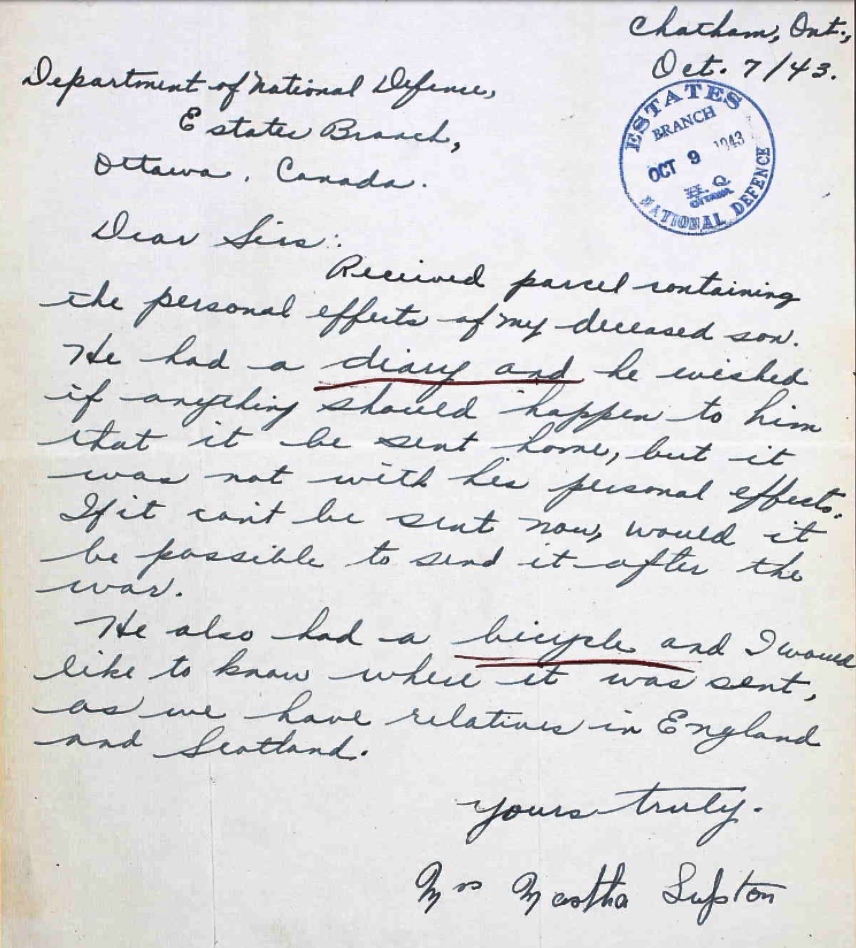 Chatham, Ont.,
Oct. 7/43.
Department of National Defense,
Estates Branch,
Ottawa, Canada.
ESTATES
BRANCH
OCT 9 1943
H.Q.
OTTAWA
NATIONAL DEFENCE
Dear Sirs:
Received parcel containing
the personal effects of my deceased son.
He had a diary and he wished
if anything should happen to him
that it be sent home, but it
was not with his personal effects.
If it can't be sent now, would it
be possible to send it after the
war.
He also had a bicycle and I would
like to know where it was sent,
as we have relatives in England
and Scotland.
Yours truly.
Mrs Martha